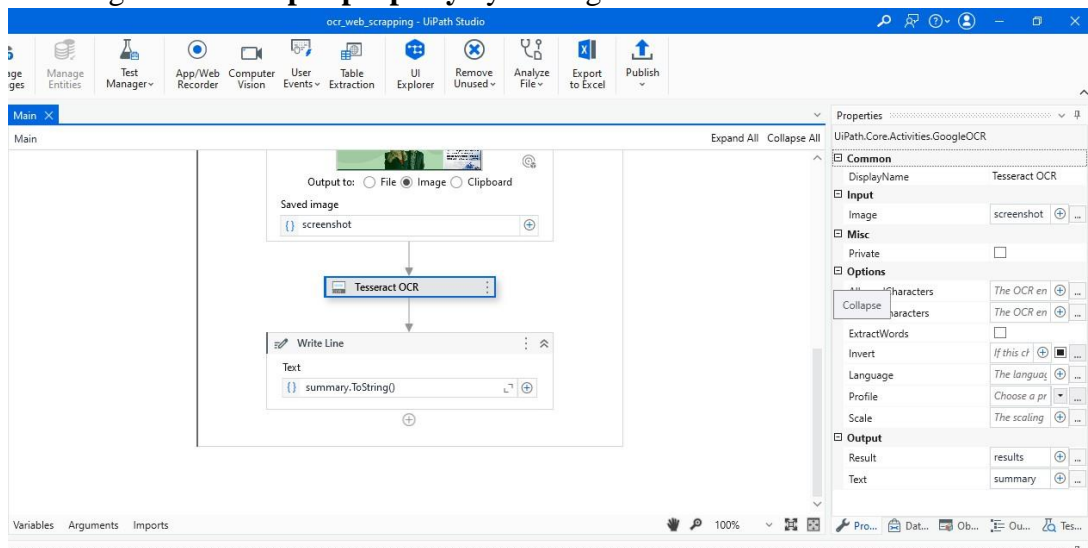 ocr_web_scrapping - UiPath Studio
Manage Entities
Test Manager
App/Web Recorder
Computer Vision
User Events
Table Extraction
UI Explorer
Remove Unused
Analyze File
Export to Excel
Publish
Main
Properties
Main
Expand All Collapse All
UiPath.Core.Activities.GoogleOCR
Common
DisplayName Tesseract OCR
Input
Image screenshot
Misc
Private
Options
Characters The OCR en
Collapse
haracters The OCR en
ExtractWords
Invert If this ch
Language The languag
Profile Choose a pr
Scale The scaling
Output
Result results
Text summary
Output to: File Image Clipboard
Saved image
{} screenshot
Tesseract OCR
Write Line
Text
{} summary.ToString()
Variables Arguments Imports
100%
Pro... Dat... Ob... Ou... Tes...